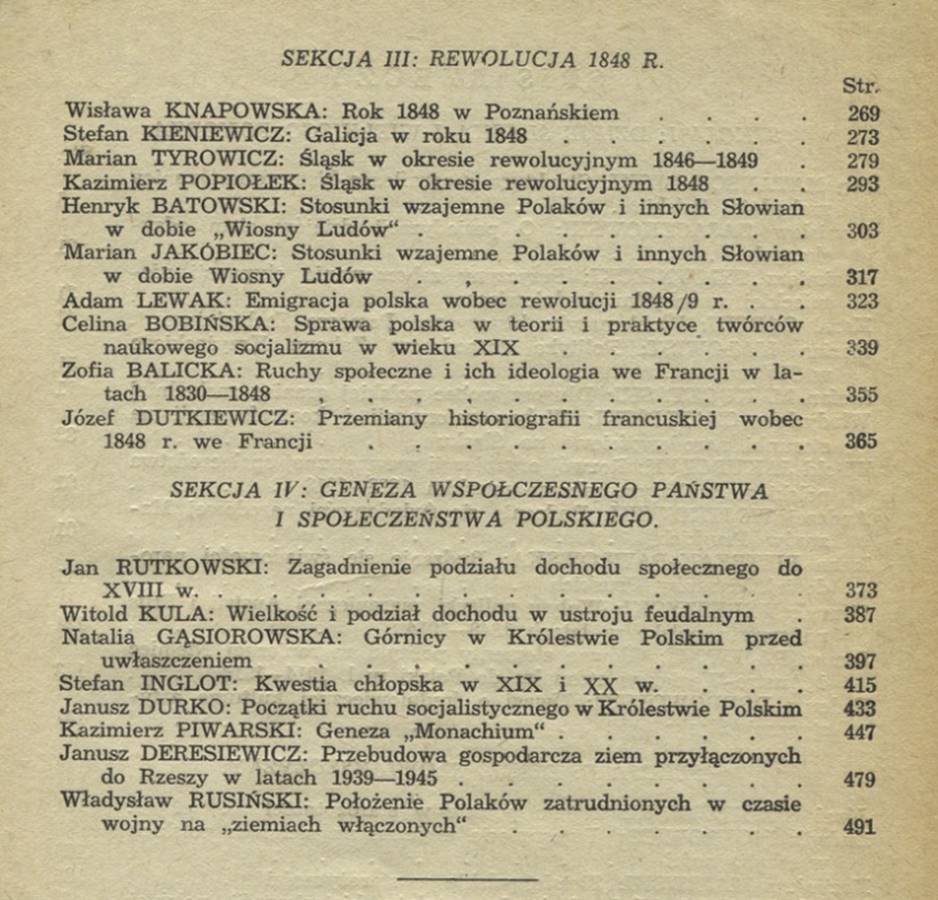 SEKCJA III: REWOLUCJA 1848 R.
Str.
Wisława KNAPOWSKA: Rok 1848 w Poznańskiem . . . . 269
Stefan KIENIEWICZ: Galicja w roku 1848 . . . . . . 273
Marian TYROWICZ: Śląsk w okresie rewolucyjnym 1846—1849 . 279
Kazimierz POPIOŁEK: Śląsk w okresie rewolucyjnym 1848 . . 293
Henryk BATOWSKI: Stosunki wzajemne Polaków i innych Słowian
w dobie „Wiosny Ludów“ . . . . . . . . 303
Marian JAKÓBIEC: Stosunki wzajemne Polaków i innych Słowian
w dobie Wiosny Ludów . , . . . . . . . 317
Adam LEWAK: Emigracja polska wobec rewolucji 1848/9 r. . . 323
Celina BOBIŃSKA: Sprawa polska w teorii i praktyce twórców
naukowego socjalizmu w wieku XIX . . . . . . 339
Zofia BALICKA: Ruchy społeczne i ich ideologia we Francji w la-
tach 1830—1848 . . . . . . . . . . . 355
Józef DUTKIEWICZ: Przemiany historiografii francuskiej wobec
1848 r. we Francji . . . . . . . . . 365
SEKCJA IV: GENEZA WSPÓŁCZESNEGO PAŃSTWA
I SPOŁECZEŃSTWA POLSKIEGO.
Jan RUTKOWSKI: Zagadnienie podziału dochodu społecznego do
XVIII w. . . . . . . . . . . . . . 373
Witold KULA: Wielkość i podział dochodu w ustroju feudalnym . 387
Natalia GĄSIOROWSKA: Górnicy w Królestwie Polskim przed
uwłaszczeniem . . . . . . . . . . . 397
Stefan INGLOT: Kwestia chłopska w XIX i XX w. . . . 415
Janusz DURKO: Początki ruchu socjalistycznego w Królestwie Polskim 433
Kazimierz PIWARSKI: Geneza „Monachium“ . . . . . . 447
Janusz DERESIEWICZ: Przebudowa gospodarcza ziem przyłączonych
do Rzeszy w latach 1939—1945 . . . . . . . . 479
Władysław RUSIŃSKI: Położenie Polaków zatrudnionych w czasie
wojny na „ziemiach włączonych“ . . . . . . . 491